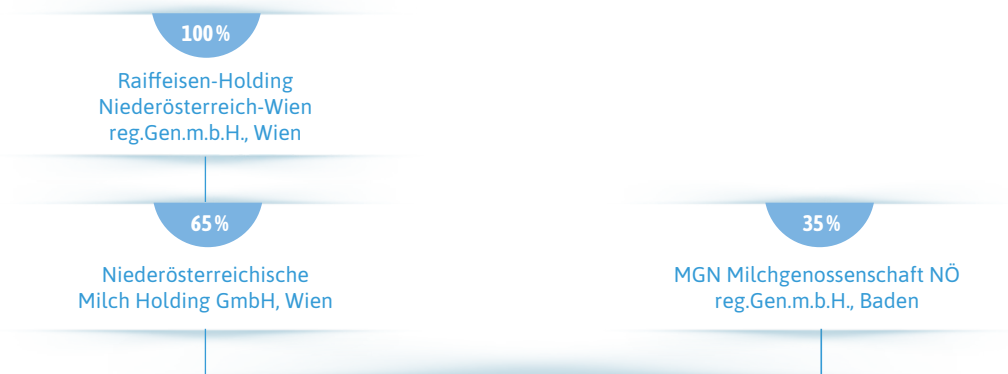 100 %
Raiffeisen-Holding
Niederösterreich-Wien
reg.Gen.m.b.H., Wien
65 %
Niederösterreichische
Milch Holding GmbH, Wien
35 %
MGN Milchgenossenschaft NÖ
reg.Gen.m.b.H., Baden